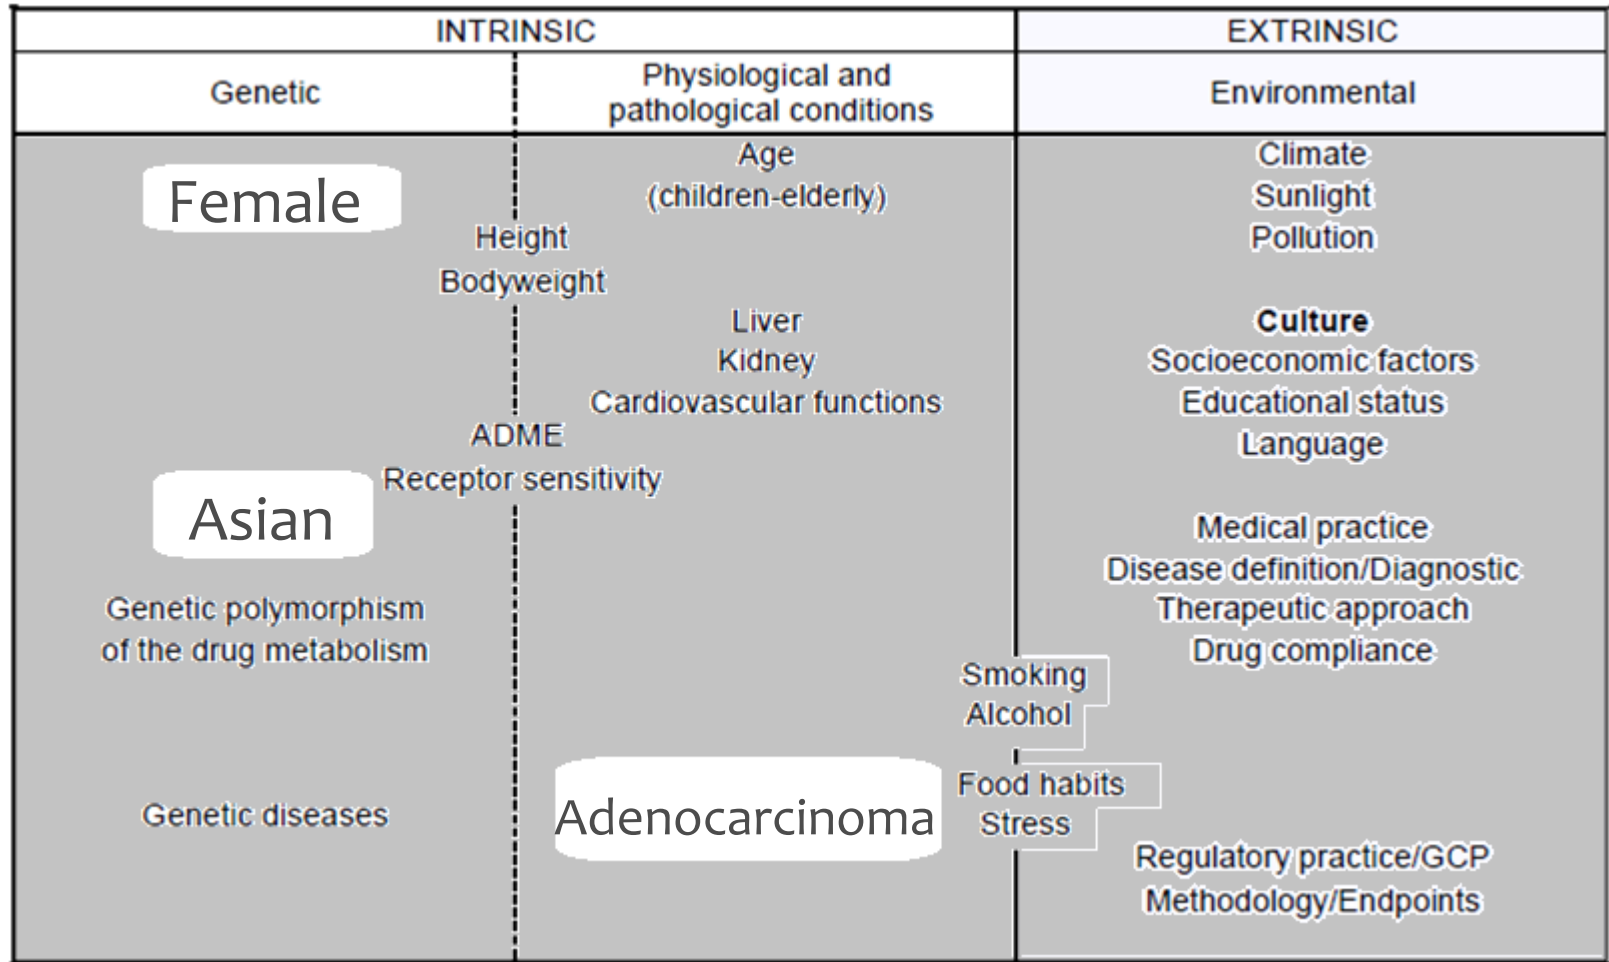 INTRINSIC
EXTRINSIC
Genetic
Physiological and
pathological conditions
Environmental
Female
Age
(children-elderly)
Height
Bodyweight
Liver
Kidney
Cardiovascular functions
ADME
Receptor sensitivity
Asian
Genetic polymorphism
of the drug metabolism
Genetic diseases
Adenocarcinoma
Smoking
Alcohol
Food habits
Stress
Climate
Sunlight
Pollution
Culture
Socioeconomic factors
Educational status
Language
Medical practice
Disease definition/Diagnostic
Therapeutic approach
Drug compliance
Regulatory practice/GCP
Methodology/Endpoints